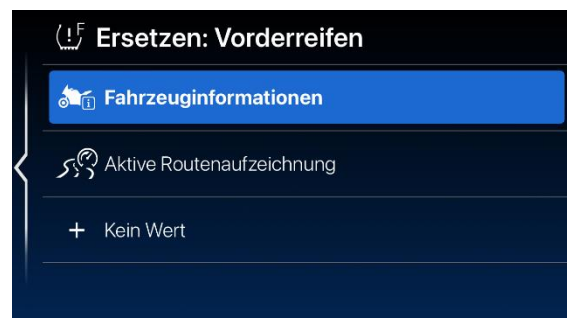 (!)F Ersetzen: Vorderreifen
Fahrzeuginformationen
Aktive Routenaufzeichnung
+ Kein Wert